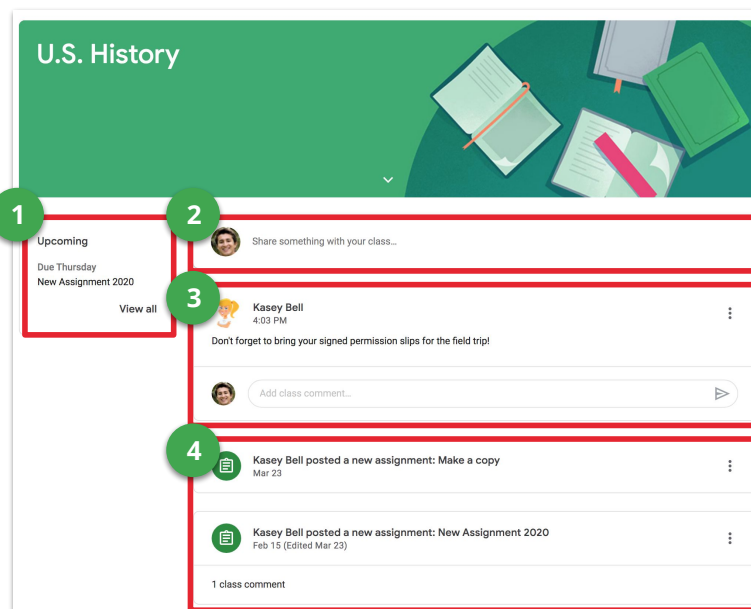 U.S. History
1
Upcoming
Due Thursday
New Assignment 2020
View all
2
Share something with your class...
3
Kasey Bell
4:03 PM
Don't forget to bring your signed permission slips for the field trip!
Add class comment...
4
Kasey Bell posted a new assignment: Make a copy
Mar 23
Kasey Bell posted a new assignment: New Assignment 2020
Feb 15 (Edited Mar 23)
1 class comment